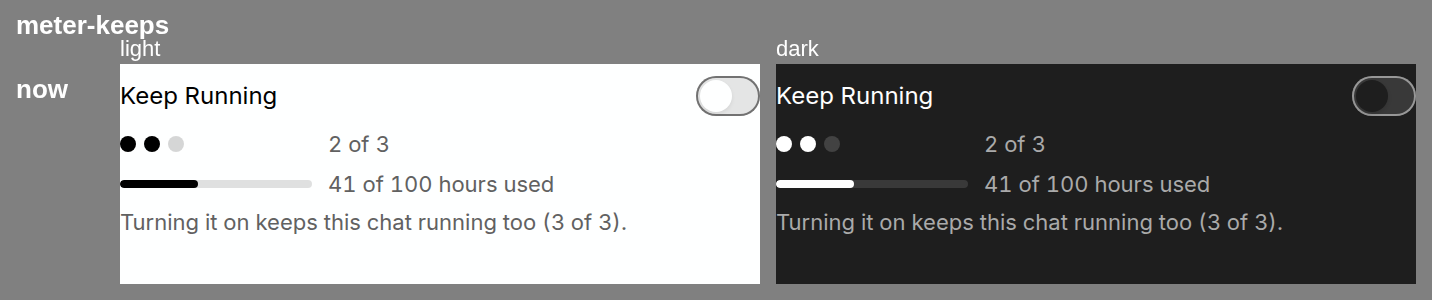 meter-keeps
light
dark
now
Keep Running
Keep Running
2 of 3
2 of 3
41 of 100 hours used
41 of 100 hours used
Turning it on keeps this chat running too (3 of 3).
Turning it on keeps this chat running too (3 of 3).